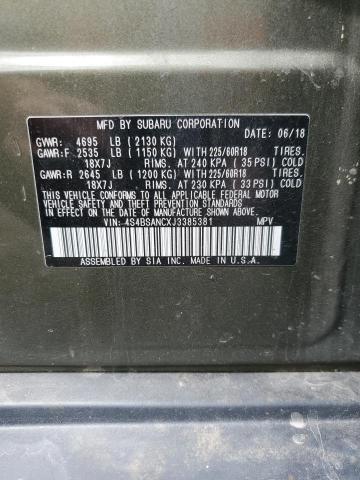 MFD BY SUBARU CORPORATION
GVWR: 4695 LB ( 2130 KG) DATE: 06/18
GAWR:F 2535 LB ( 1150 KG) WITH 225/60R18 TIRES.
18X7J RIMS. AT 240 KPA ( 35 PSI) COLD
GAWR:R 2645 LB ( 1200 KG) WITH 225/60R18 TIRES.
18X7J RIMS. AT 230 KPA ( 33 PSI) COLD
THIS VEHICLE CONFORMS TO ALL APPLICABLE FEDERAL MOTOR
VEHICLE SAFETY AND THEFT PREVENTION STANDARDS IN EFFECT
ON THE DATE OF MANUFACTURE SHOWN ABOVE.
VIN: 4S4BSANCXJ3385381 MPV
ASSEMBLED BY SIA INC. MADE IN U.S.A.